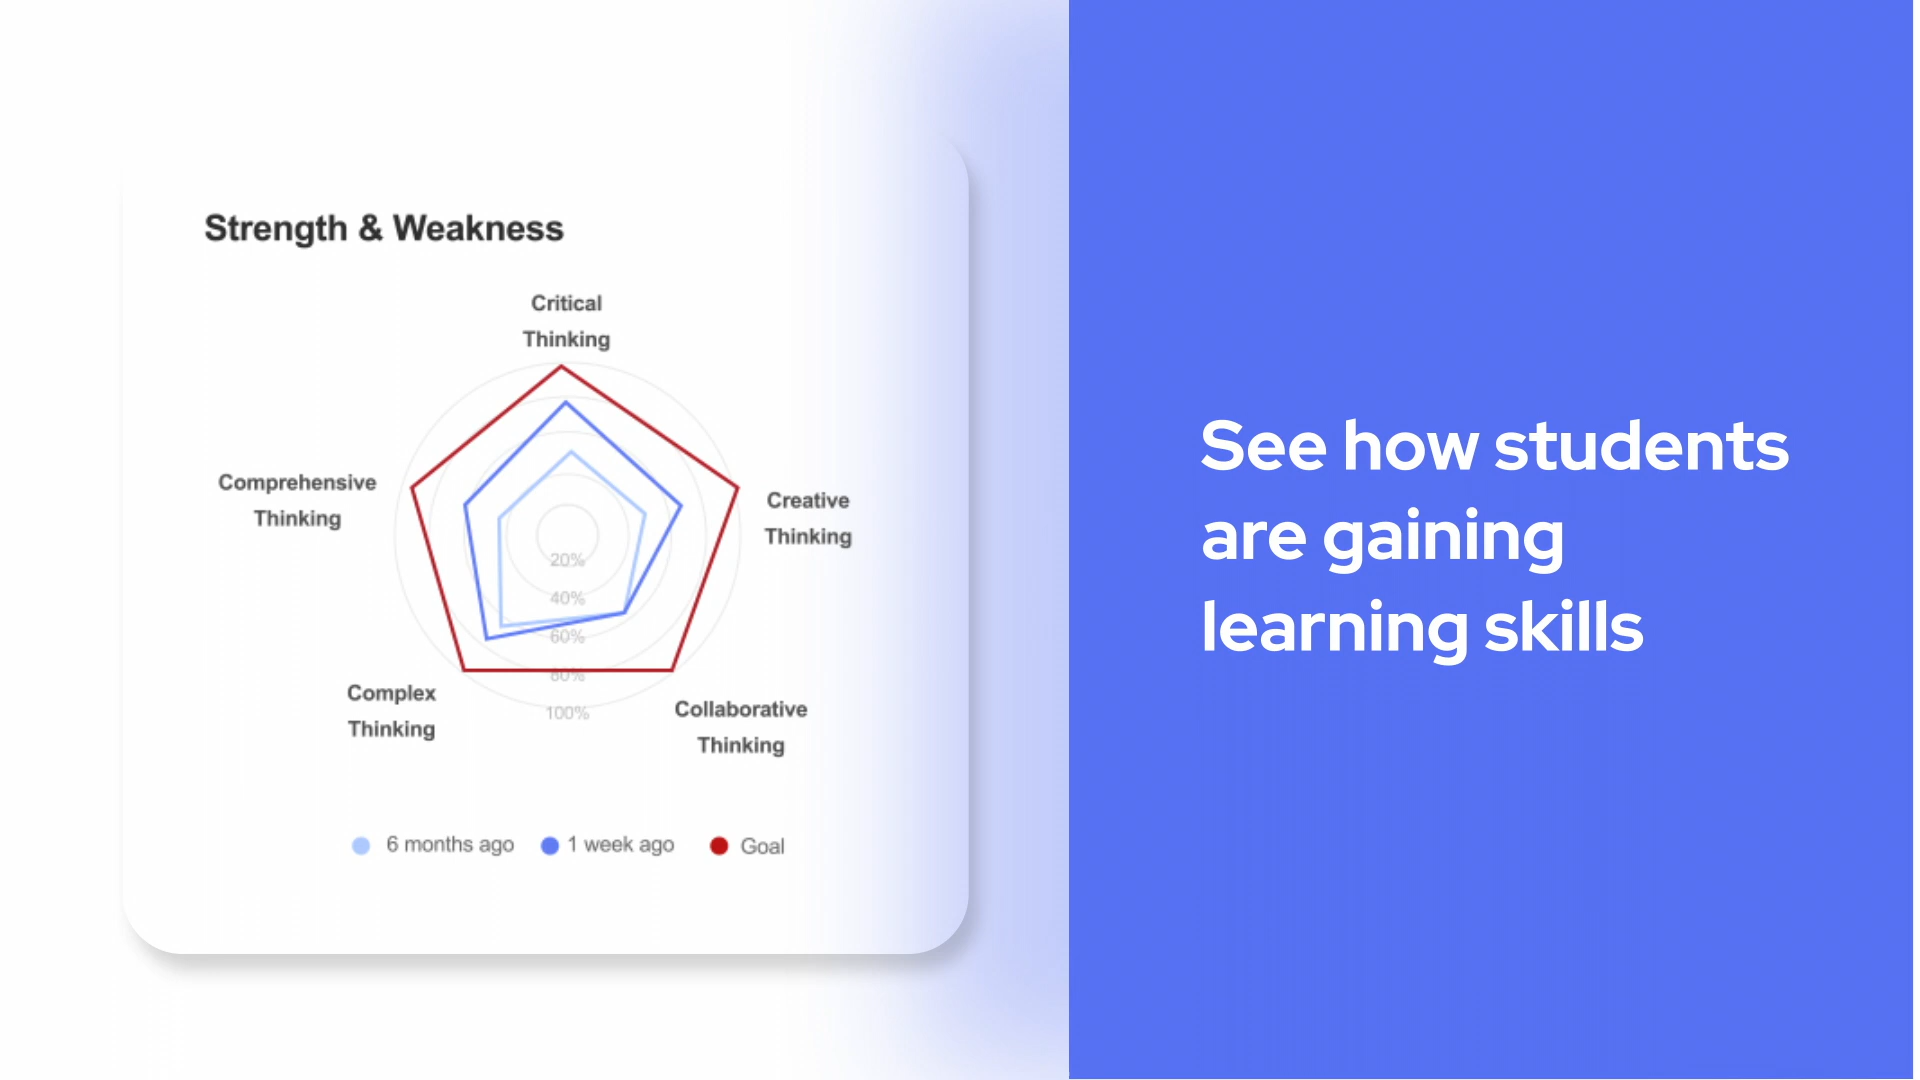 Strength & Weakness
Critical
Thinking
Comprehensive
Thinking
Creative
Thinking
20%
40%
60%
80%
100%
Complex
Thinking
Collaborative
Thinking
6 months ago
1 week ago
Goal
See how students
are gaining
learning skills